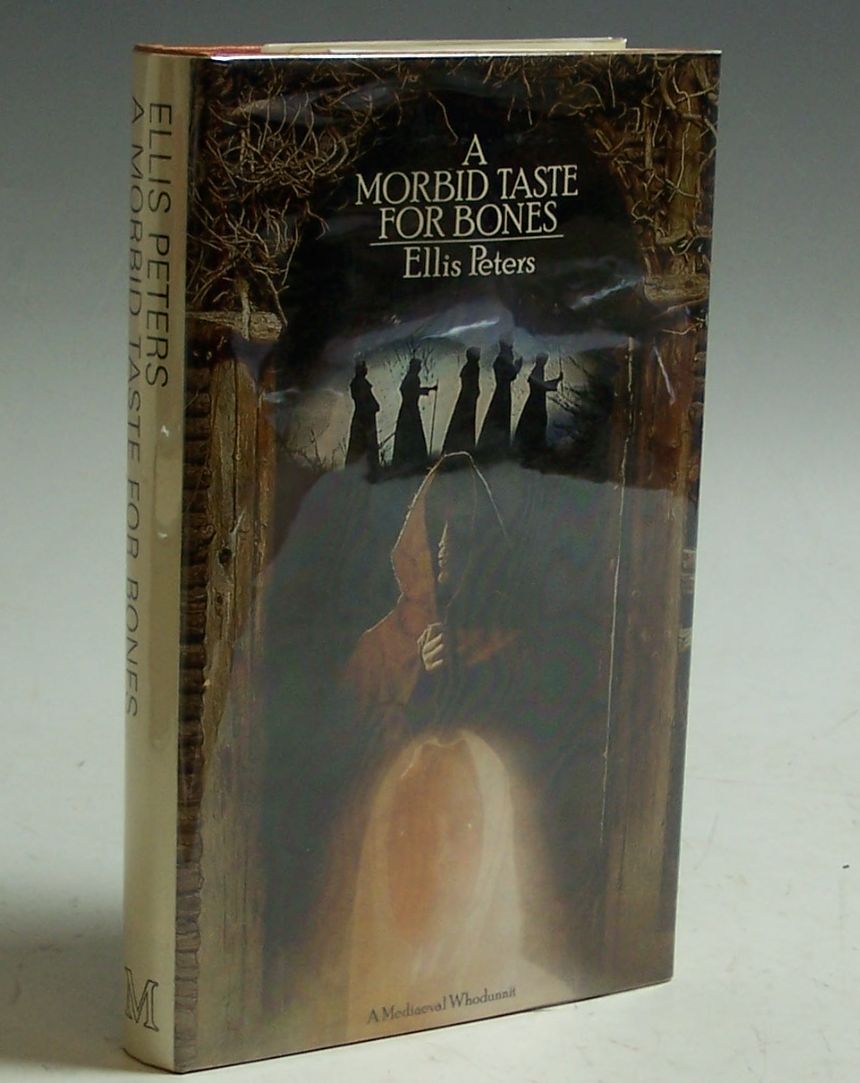 A
MORBID TASTE
FOR BONES
Ellis Peters
A Mediaeval Whodunnit
ELLIS PETERS
A MORBID TASTE FOR BONES
M